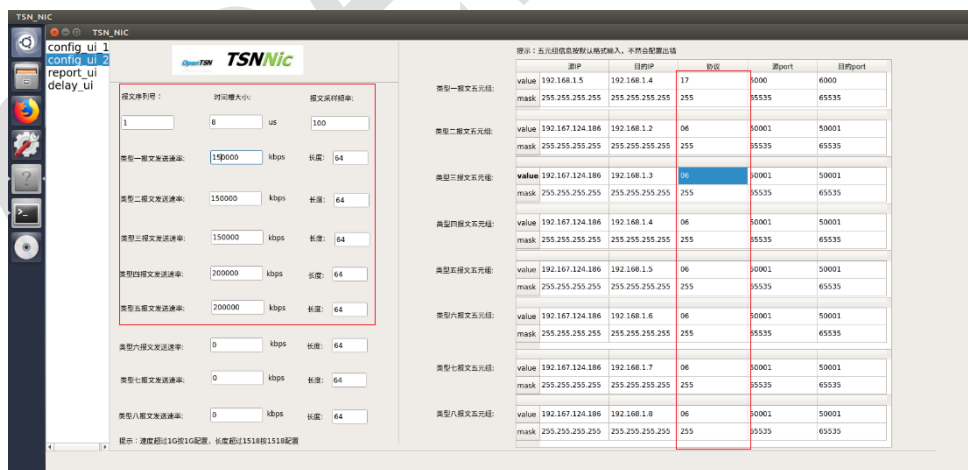 TSN_NIC
TSN_NIC
config_ui_1
config_ui_2
report_ui
delay_ui
OpenTSN TSNNic
报文序列号： 时间槽大小: 报文采样频率:
1 8 us 100
类型一报文发送速率: 150000 kbps 长度: 64
类型二报文发送速率: 150000 kbps 长度: 64
类型三报文发送速率: 150000 kbps 长度: 64
类型四报文发送速率: 200000 kbps 长度: 64
类型五报文发送速率: 200000 kbps 长度: 64
类型六报文发送速率: 0 kbps 长度: 64
类型七报文发送速率: 0 kbps 长度: 64
类型八报文发送速率: 0 kbps 长度: 64
提示：速度超过1G按1G配置，长度超过1518按1518配置
提示：五元组信息按默认格式输入，不然会配置出错
源IP 目的IP 协议 源port 目的port
类型一报文五元组:
value 192.168.1.5 192.168.1.4 17 6000 6000
mask 255.255.255.255 255.255.255.255 255 65535 65535
类型二报文五元组:
value 192.167.124.186 192.168.1.2 06 50001 50001
mask 255.255.255.255 255.255.255.255 255 65535 65535
类型三报文五元组:
value 192.167.124.186 192.168.1.3 06 50001 50001
mask 255.255.255.255 255.255.255.255 255 65535 65535
类型四报文五元组:
value 192.167.124.186 192.168.1.4 06 50001 50001
mask 255.255.255.255 255.255.255.255 255 65535 65535
类型五报文五元组:
value 192.167.124.186 192.168.1.5 06 50001 50001
mask 255.255.255.255 255.255.255.255 255 65535 65535
类型六报文五元组:
value 192.167.124.186 192.168.1.6 06 50001 50001
mask 255.255.255.255 255.255.255.255 255 65535 65535
类型七报文五元组:
value 192.167.124.186 192.168.1.7 06 50001 50001
mask 255.255.255.255 255.255.255.255 255 65535 65535
类型八报文五元组:
value 192.167.124.186 192.168.1.8 06 50001 50001
mask 255.255.255.255 255.255.255.255 255 65535 65535